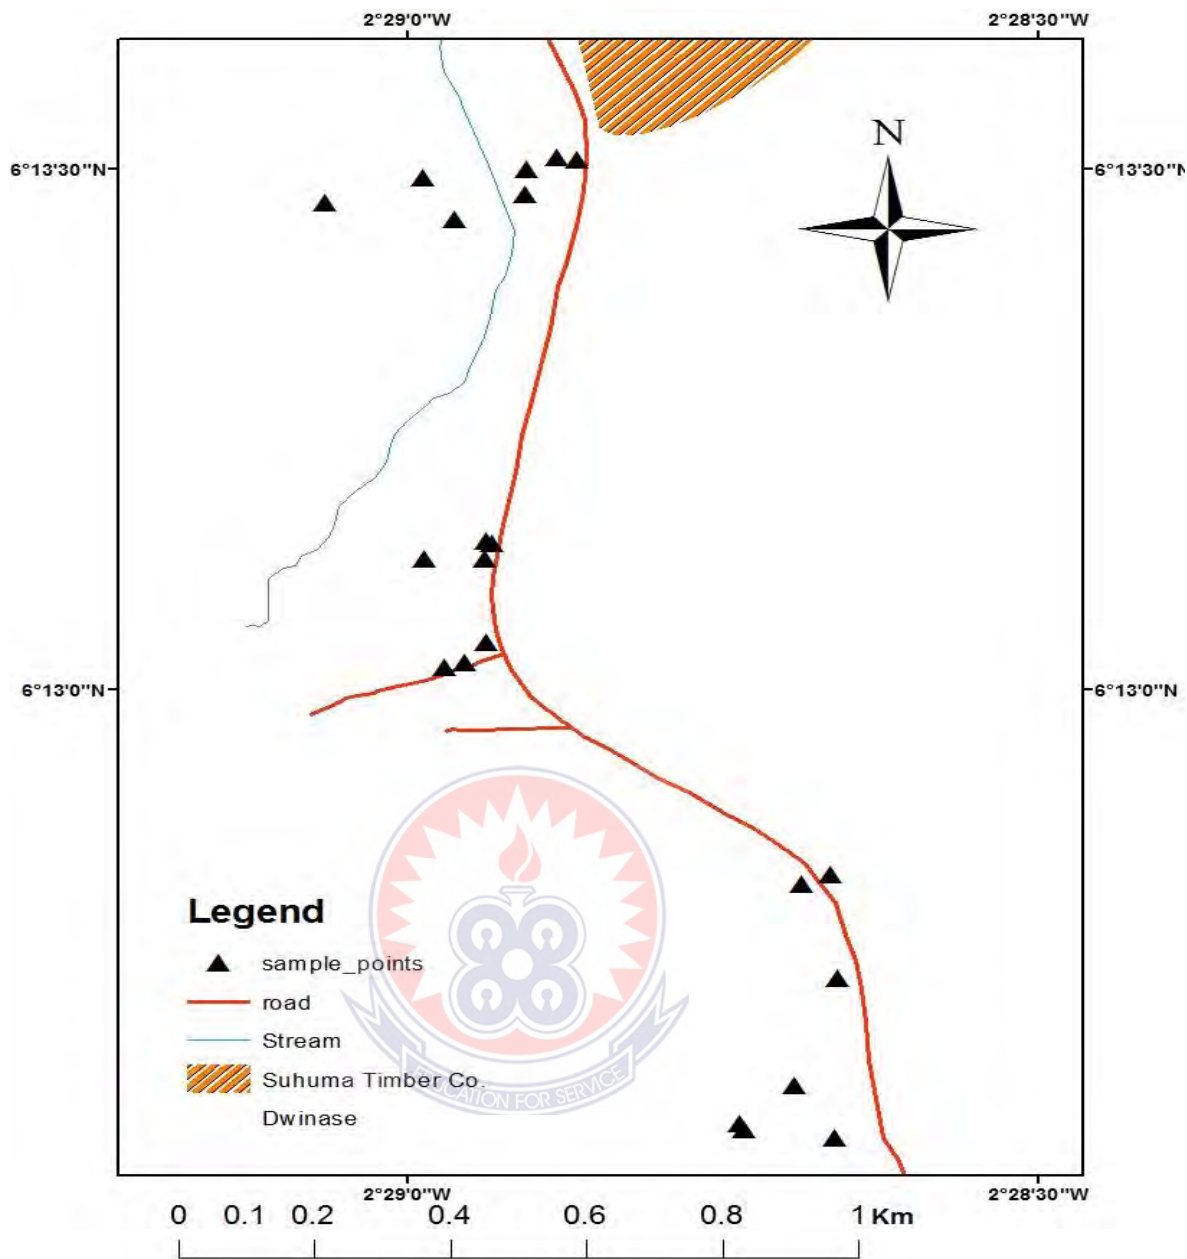 2°29'0"W 2°28'30"W
N
6°13'30"N 6°13'30"N
6°13'0"N 6°13'0"N
Legend
sample_points
road
Stream
Suhuma Timber Co.
Dwinase
EDUCATION FOR SERVICE
2°29'0"W 2°28'30"W
0 0.1 0.2 0.4 0.6 0.8 1 Km